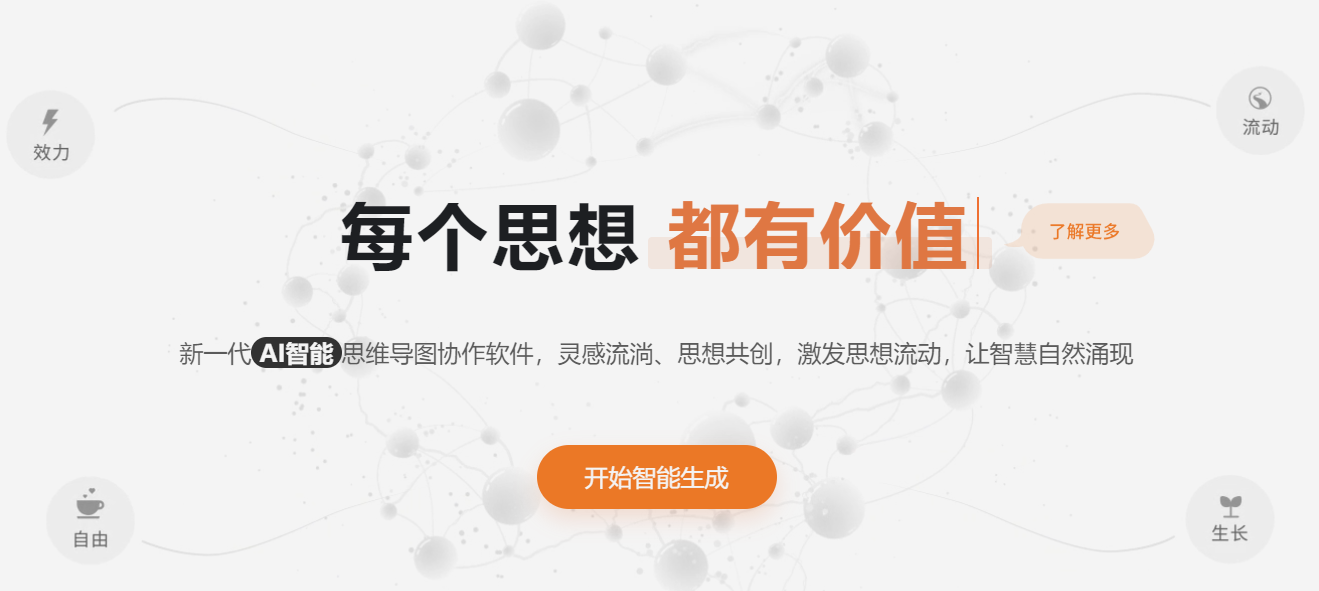 效力
流动
每个思想 都有价值
了解更多
新一代AI智能思维导图协作软件，灵感流淌、思想共创，激发思想流动，让智慧自然涌现
开始智能生成
自由
生长